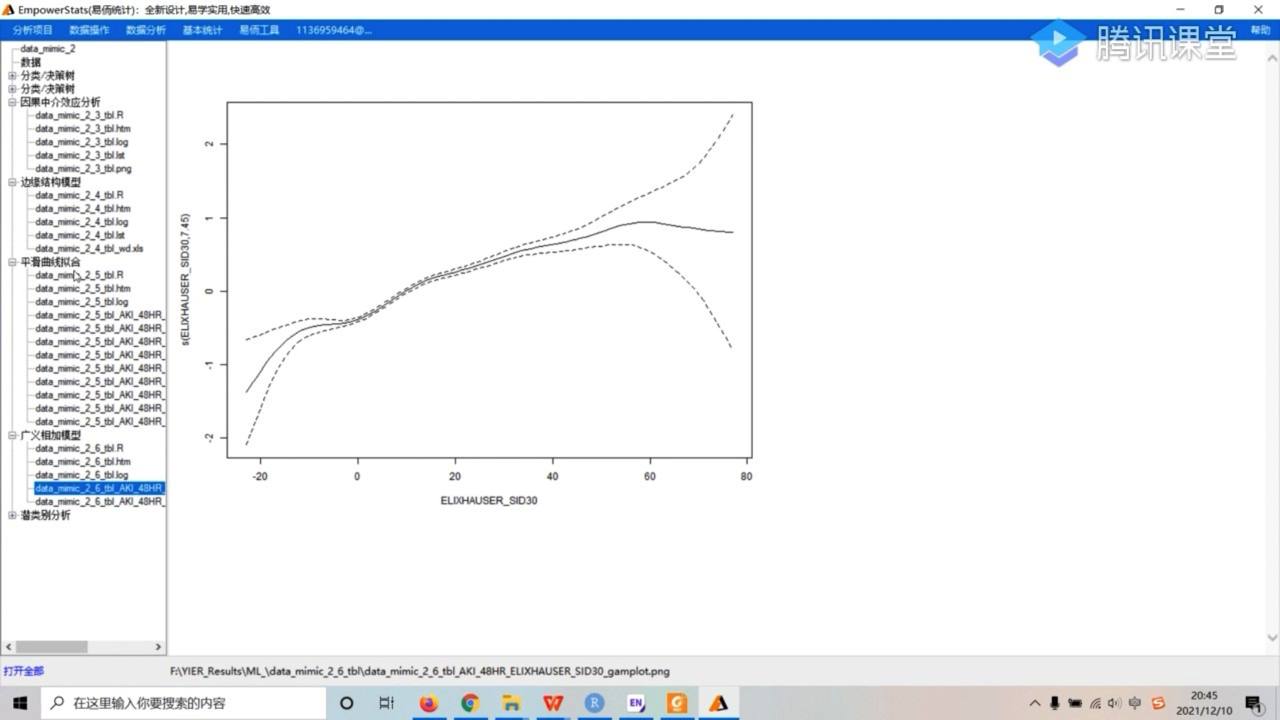 EmpowerStats(易侕统计)：全新设计,易学实用,快速高效
分析项目 数据操作 数据分析 基本统计 易侕工具 1136959464@... 帮助
腾讯课堂
data_mimic_2
数据
分类/决策树
分类/决策树
因果中介效应分析
data_mimic_2_3_tbl.R
data_mimic_2_3_tbl.htm
data_mimic_2_3_tbl.log
data_mimic_2_3_tbl.lst
data_mimic_2_3_tbl.png
边缘结构模型
data_mimic_2_4_tbl.R
data_mimic_2_4_tbl.htm
data_mimic_2_4_tbl.log
data_mimic_2_4_tbl.lst
data_mimic_2_4_tbl_wd.xls
平滑曲线拟合
data_mimic_2_5_tbl.R
data_mimic_2_5_tbl.htm
data_mimic_2_5_tbl.log
data_mimic_2_5_tbl_AKI_48HR_
data_mimic_2_5_tbl_AKI_48HR_
data_mimic_2_5_tbl_AKI_48HR_
data_mimic_2_5_tbl_AKI_48HR_
data_mimic_2_5_tbl_AKI_48HR_
data_mimic_2_5_tbl_AKI_48HR_
data_mimic_2_5_tbl_AKI_48HR_
data_mimic_2_5_tbl_AKI_48HR_
data_mimic_2_5_tbl_AKI_48HR_
广义相加模型
data_mimic_2_6_tbl.R
data_mimic_2_6_tbl.htm
data_mimic_2_6_tbl.log
data_mimic_2_6_tbl_AKI_48HR_
data_mimic_2_6_tbl_AKI_48HR_
潜类别分析
s(ELIXHAUSER_SID30,7.45)
2
1
0
-1
-2
-20 0 20 40 60 80
ELIXHAUSER_SID30
打开全部
F:\YIER_Results\ML_\data_mimic_2_6_tbl\data_mimic_2_6_tbl_AKI_48HR_ELIXHAUSER_SID30_gamplot.png
在这里输入你要搜索的内容
R
EN
中
20:45
2021/12/10
1